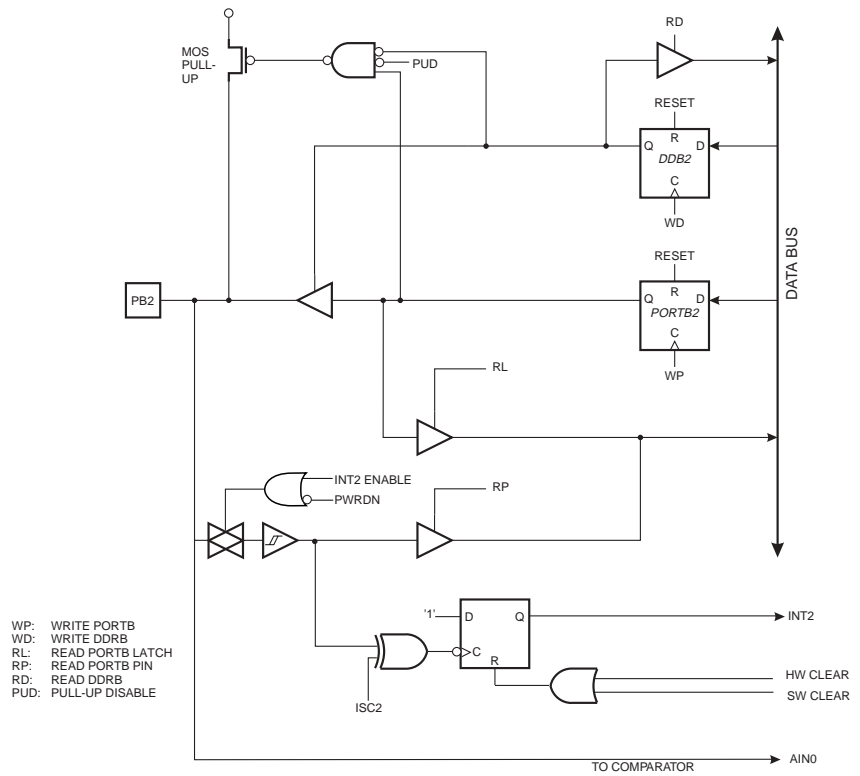 RD
MOS
PULL-
UP
PUD
RESET
R
Q
D
DDB2
C
WD
DATA BUS
RESET
R
PB2
Q
D
PORTB2
C
WP
RL
INT2 ENABLE
RP
PWRDN
'1'
D
Q
INT2
C
R
WP: WRITE PORTB
WD: WRITE DDRB
RL: READ PORTB LATCH
RP: READ PORTB PIN
RD: READ DDRB
PUD: PULL-UP DISABLE
ISC2
HW CLEAR
SW CLEAR
TO COMPARATOR
AIN0